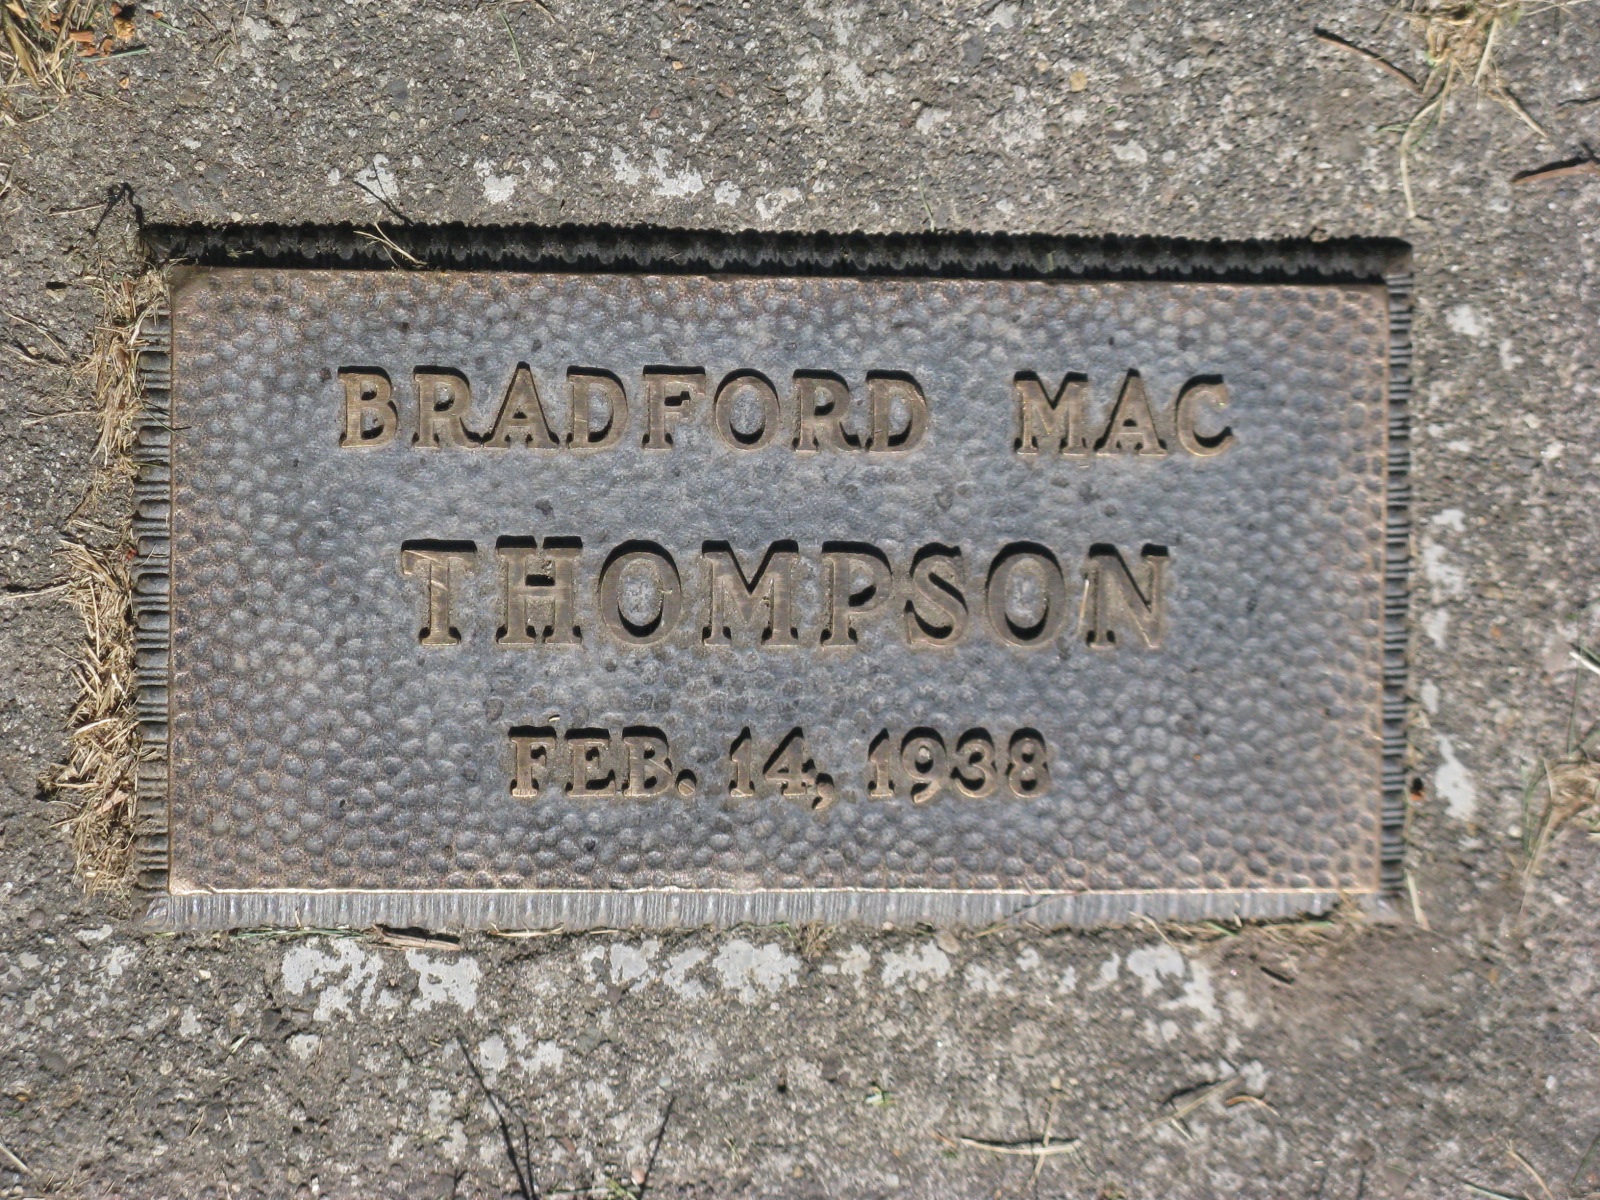 BRADFORD MAC
THOMPSON
FEB. 14, 1938